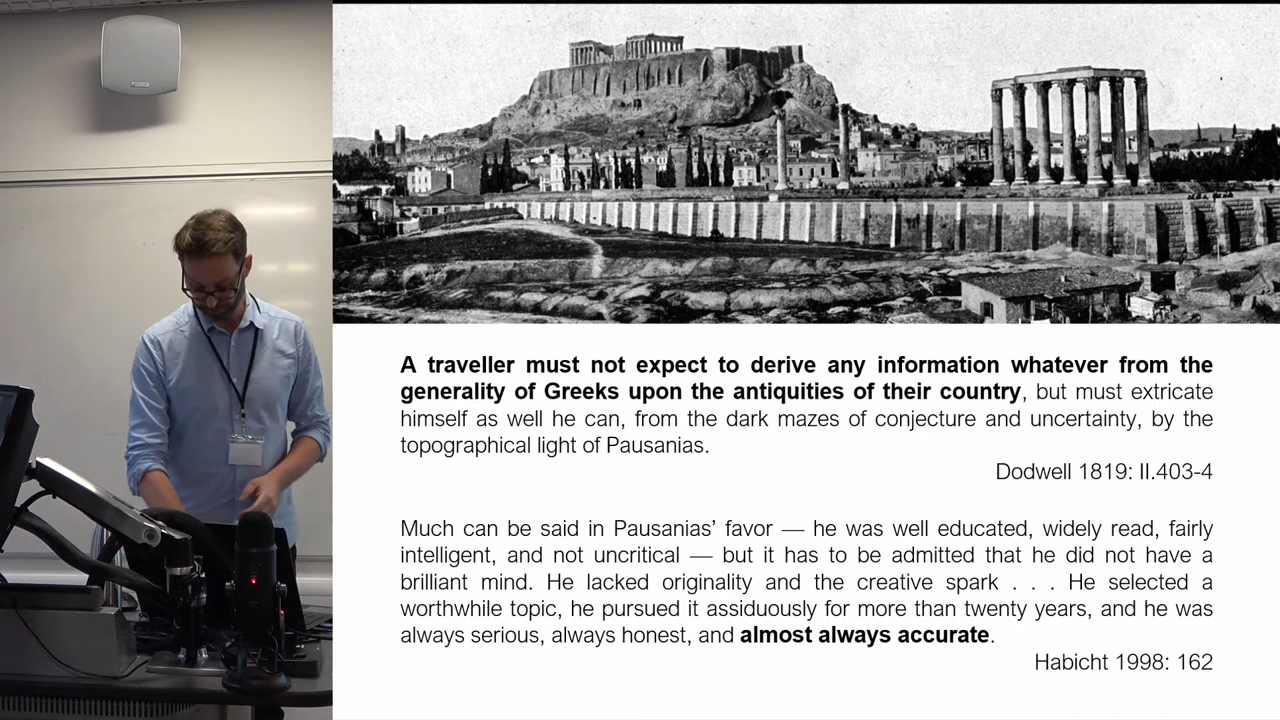 A traveller must not expect to derive any information whatever from the
generality of Greeks upon the antiquities of their country, but must extricate
himself as well he can, from the dark mazes of conjecture and uncertainty, by the
topographical light of Pausanias.
Dodwell 1819: II.403-4
Much can be said in Pausanias’ favor — he was well educated, widely read, fairly
intelligent, and not uncritical — but it has to be admitted that he did not have a
brilliant mind. He lacked originality and the creative spark . . . He selected a
worthwhile topic, he pursued it assiduously for more than twenty years, and he was
always serious, always honest, and almost always accurate.
Habicht 1998: 162